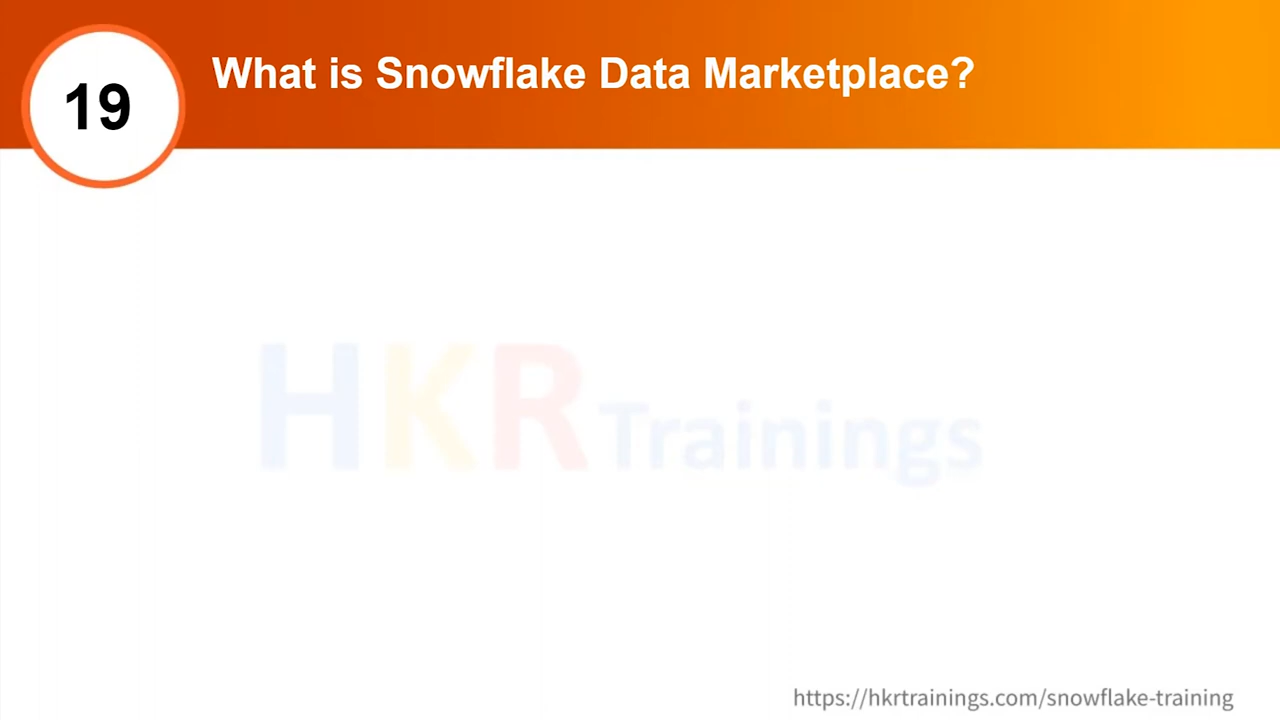 19
What is Snowflake Data Marketplace?
HKR Trainings
https://hkrtrainings.com/snowflake-training